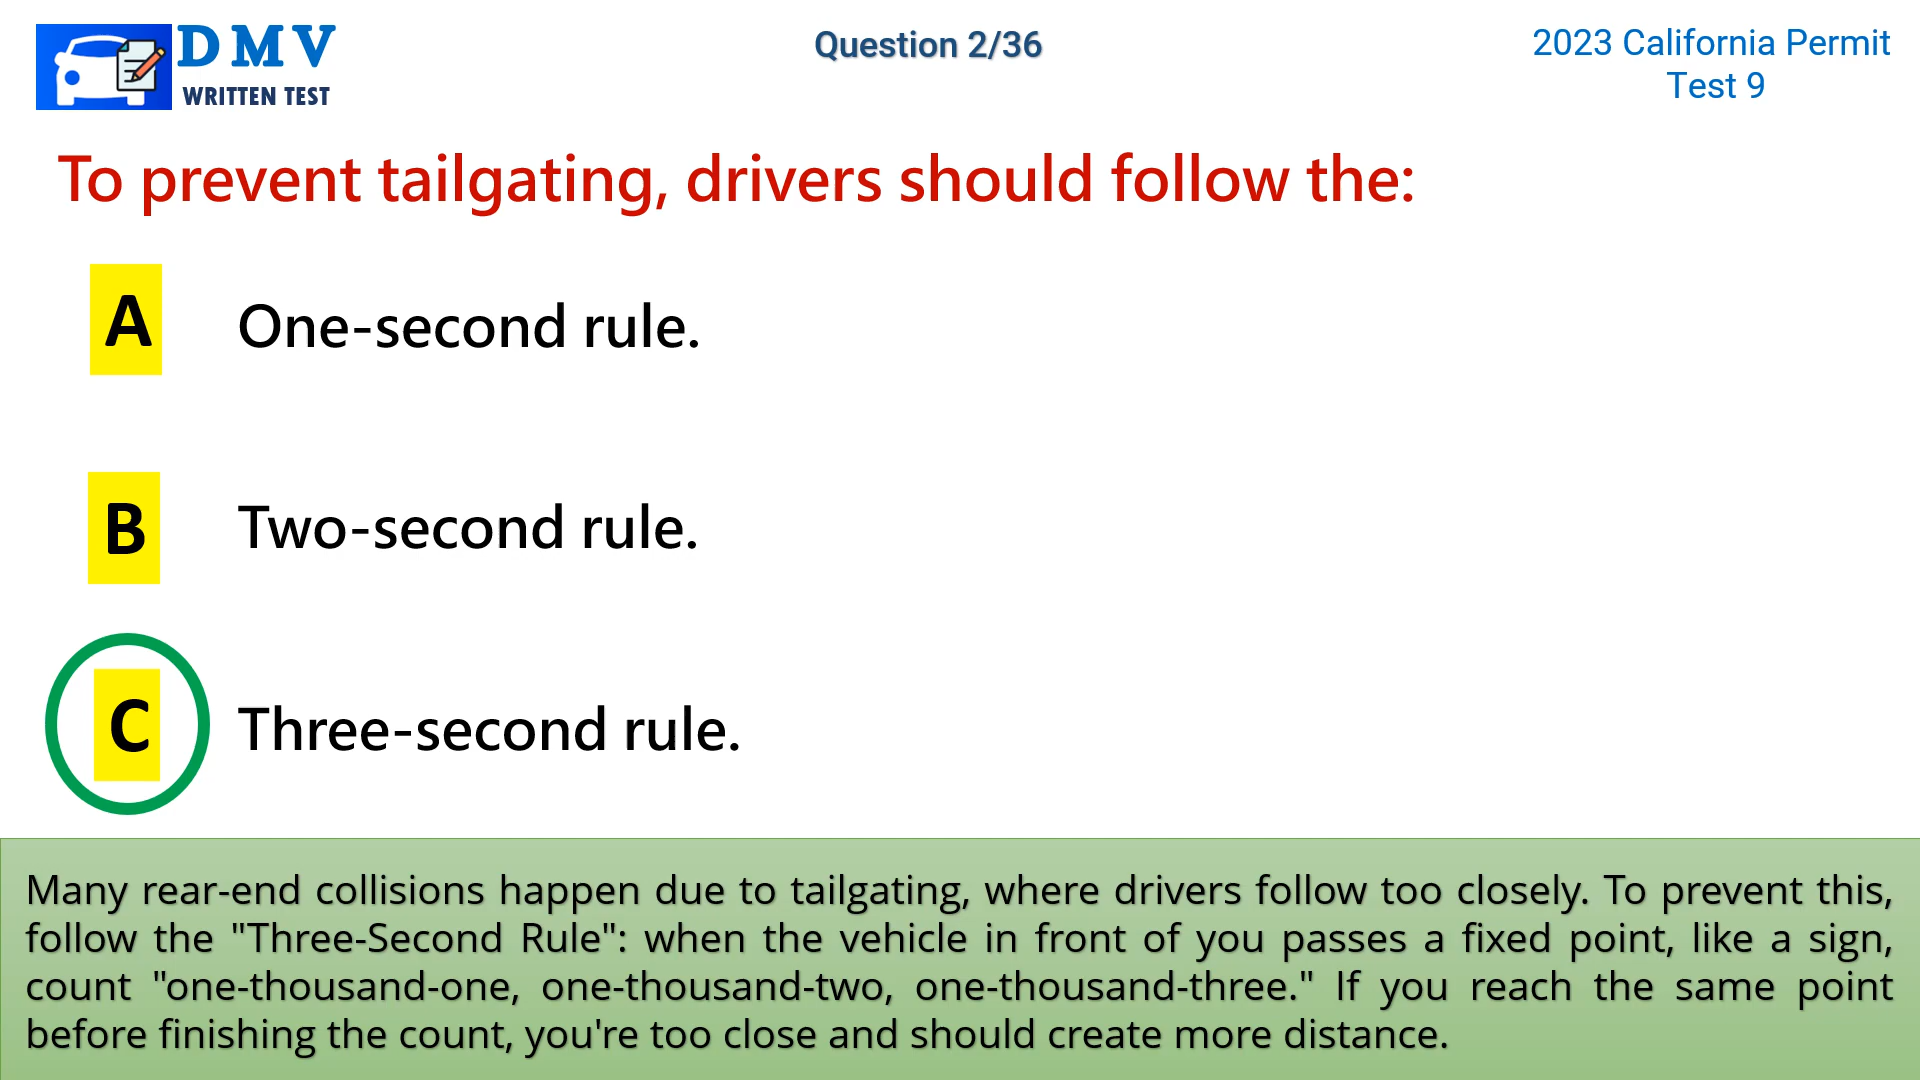 DMV
WRITTEN TEST
Question 2/36
2023 California Permit
Test 9
To prevent tailgating, drivers should follow the:
A One-second rule.
B Two-second rule.
C Three-second rule.
Many rear-end collisions happen due to tailgating, where drivers follow too closely. To prevent this,
follow the "Three-Second Rule": when the vehicle in front of you passes a fixed point, like a sign,
count "one-thousand-one, one-thousand-two, one-thousand-three." If you reach the same point
before finishing the count, you're too close and should create more distance.